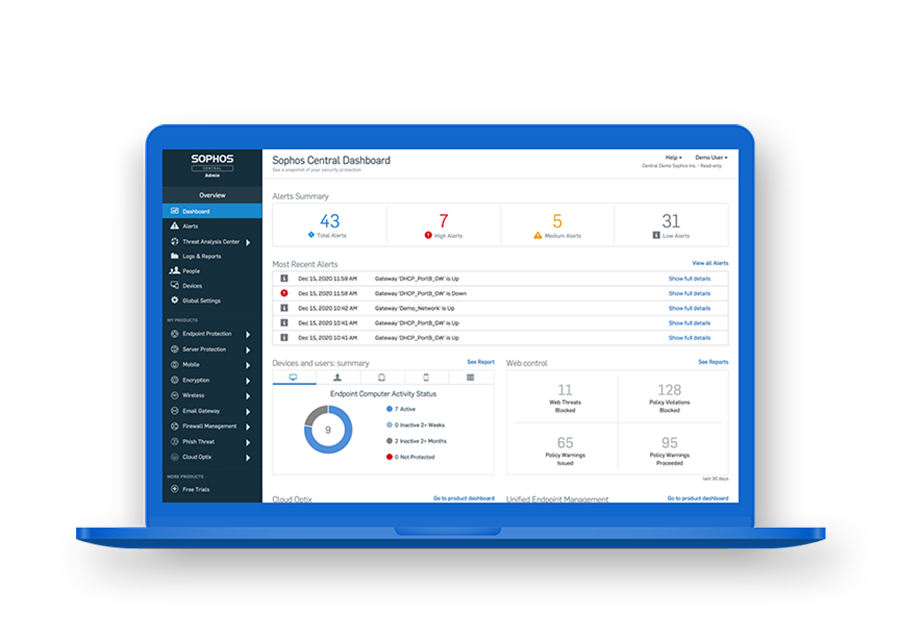 SOPHOS
CENTRAL
Admin
Overview
Dashboard
Alerts
Threat Analysis Center
Logs & Reports
People
Devices
Global Settings
MY PRODUCTS
Endpoint Protection
Server Protection
Mobile
Encryption
Wireless
Email Gateway
Firewall Management
Phish Threat
Cloud Optix
MORE PRODUCTS
Free Trials
Sophos Central Dashboard
See a snapshot of your security protection
Help Demo User
Central Demo Sophos Inc. · Read-only
Alerts Summary
43 Total Alerts
7 High Alerts
5 Medium Alerts
31 Low Alerts
Most Recent Alerts View all Alerts
Dec 15, 2020 11:59 AM Gateway 'DHCP_PortB_GW' is Up Show full details
Dec 15, 2020 11:58 AM Gateway 'DHCP_PortB_GW' is Down Show full details
Dec 15, 2020 10:42 AM Gateway 'Demo_Network' is Up Show full details
Dec 15, 2020 10:41 AM Gateway 'DHCP_PortB_GW' is Up Show full details
Dec 15, 2020 10:41 AM Gateway 'DHCP_PortB_GW' is Up Show full details
Devices and users: summary See Report
Endpoint Computer Activity Status
9
7 Active
0 Inactive 2+ Weeks
2 Inactive 2+ Months
0 Not Protected
Web control See Reports
11
Web Threats
Blocked
128
Policy Violations
Blocked
65
Policy Warnings
Issued
95
Policy Warnings
Proceeded
last 30 days
Cloud Optix Go to product dashboard
Unified Endpoint Management Go to product dashboard